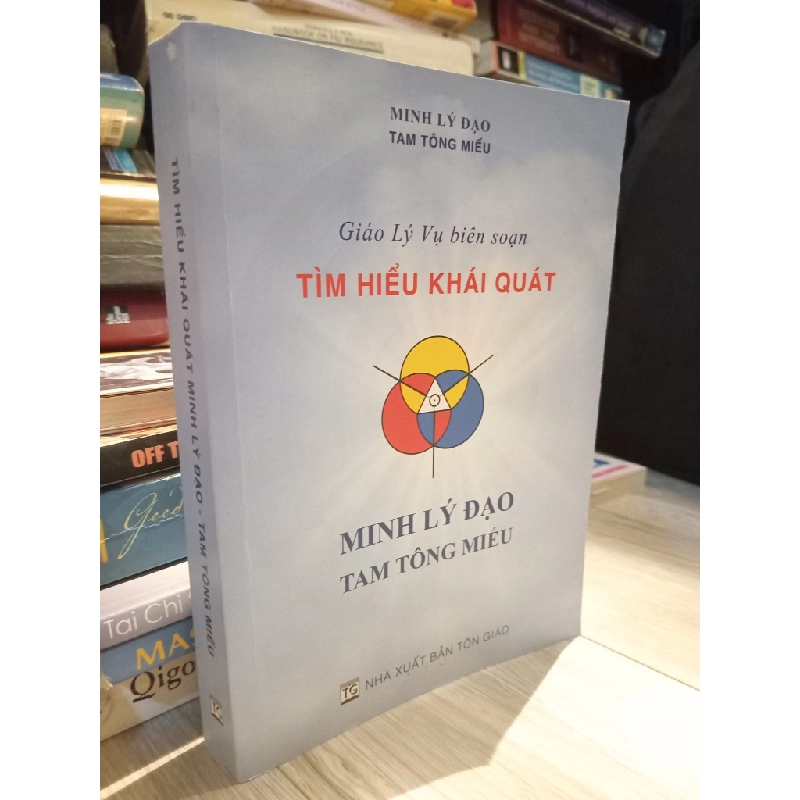 MINH LÝ ĐẠO
TAM TÔNG MIẾU
Giáo Lý Vụ biên soạn
TÌM HIỂU KHÁI QUÁT
MINH LÝ ĐẠO
TAM TÔNG MIẾU
TG NHÀ XUẤT BẢN TÔN GIÁO
TÌM HIỂU KHÁI QUÁT MINH LÝ ĐẠO - TAM TÔNG MIẾU
TG
OFF T
Tai Chi
MAS
Qigo